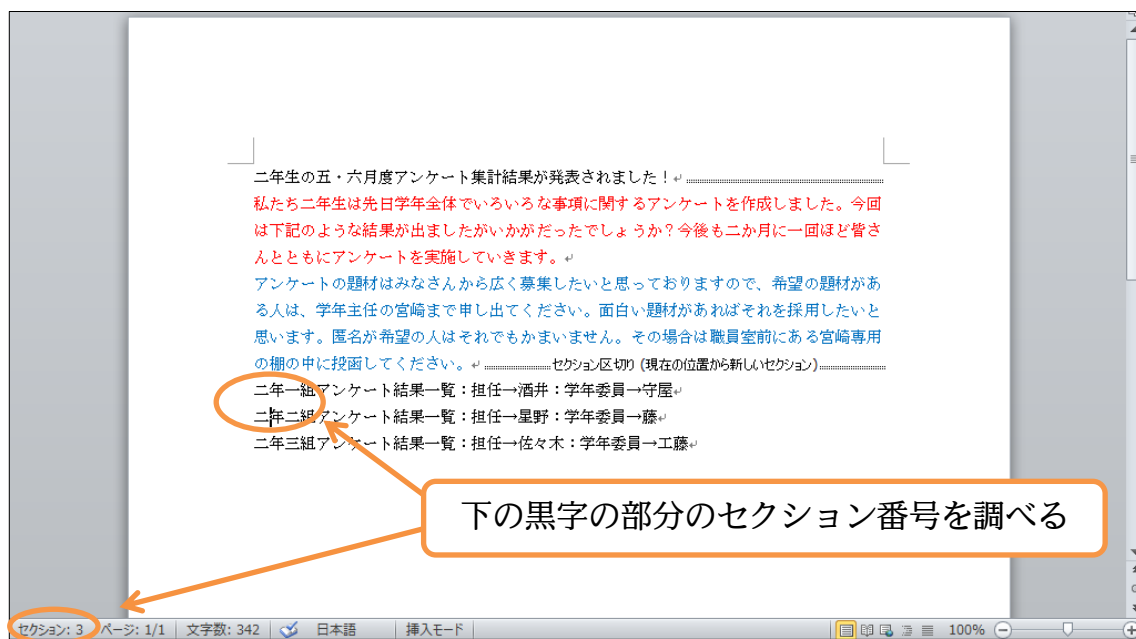 二年生の五・六月度アンケート集計結果が発表されました！
私たち二年生は先日学年全体でいろいろな事項に関するアンケートを作成しました。今回
は下記のような結果が出ましたがいかがだったでしょうか？今後も二か月に一回ほど皆さ
んとともにアンケートを実施していきます。
アンケートの題材はみなさんから広く募集したいと思っておりますので、希望の題材があ
る人は、学年主任の宮崎まで申し出てください。面白い題材があればそれを採用したいと
思います。匿名が希望の人はそれでもかまいません。その場合は職員室前にある宮崎専用
の棚の中に投函してください。 セクション区切り (現在の位置から新しいセクション)
二年一組アンケート結果一覧：担任→酒井：学年委員→守屋
二年二組アンケート結果一覧：担任→星野：学年委員→藤
二年三組アンケート結果一覧：担任→佐々木：学年委員→工藤
下の黒字の部分のセクション番号を調べる
セクション: 3 ページ: 1/1 文字数: 342 日本語 挿入モード 100%